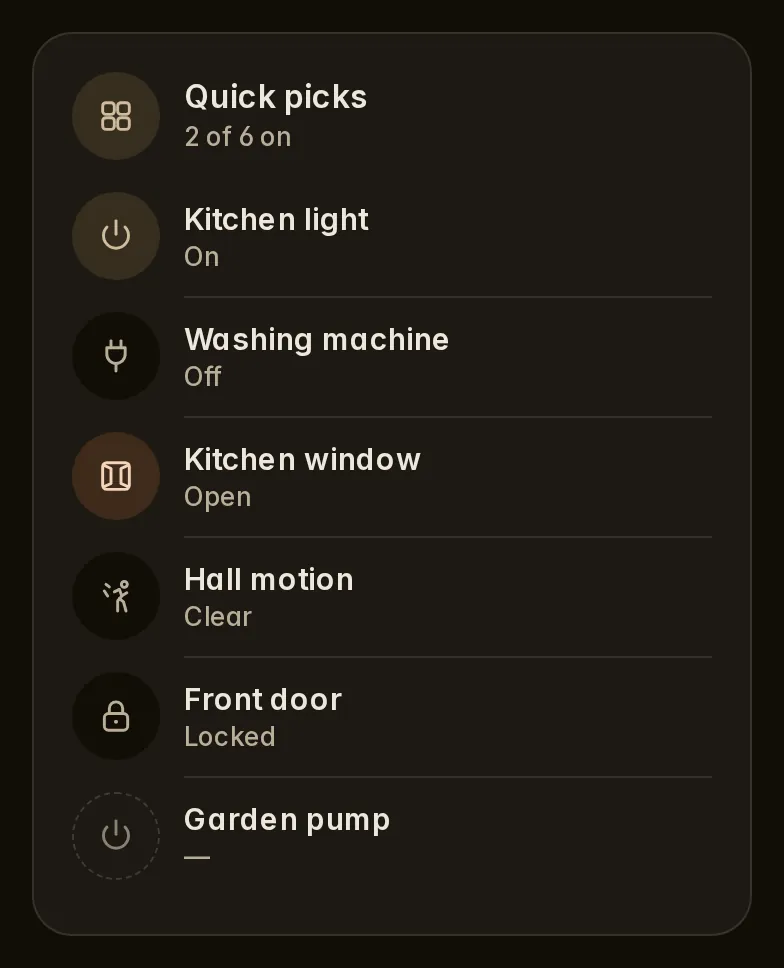 Quick picks
2 of 6 on
Kitchen light
On
Washing machine
Off
Kitchen window
Open
Hall motion
Clear
Front door
Locked
Garden pump
—